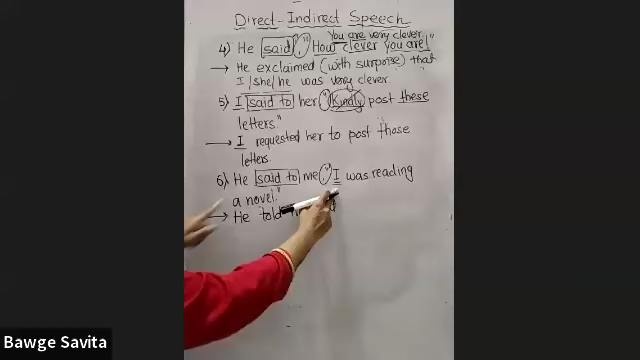 Direct-Indirect Speech
You are very clever
4) He said, "How clever you are!"
→ He exclaimed (with surprise) that
I/she/he was very clever.
5) I said to her, "Kindly post these
letters."
→ I requested her to post those
letters.
6) He said to me, "I was reading
a novel."
→ He told
Bawge Savita